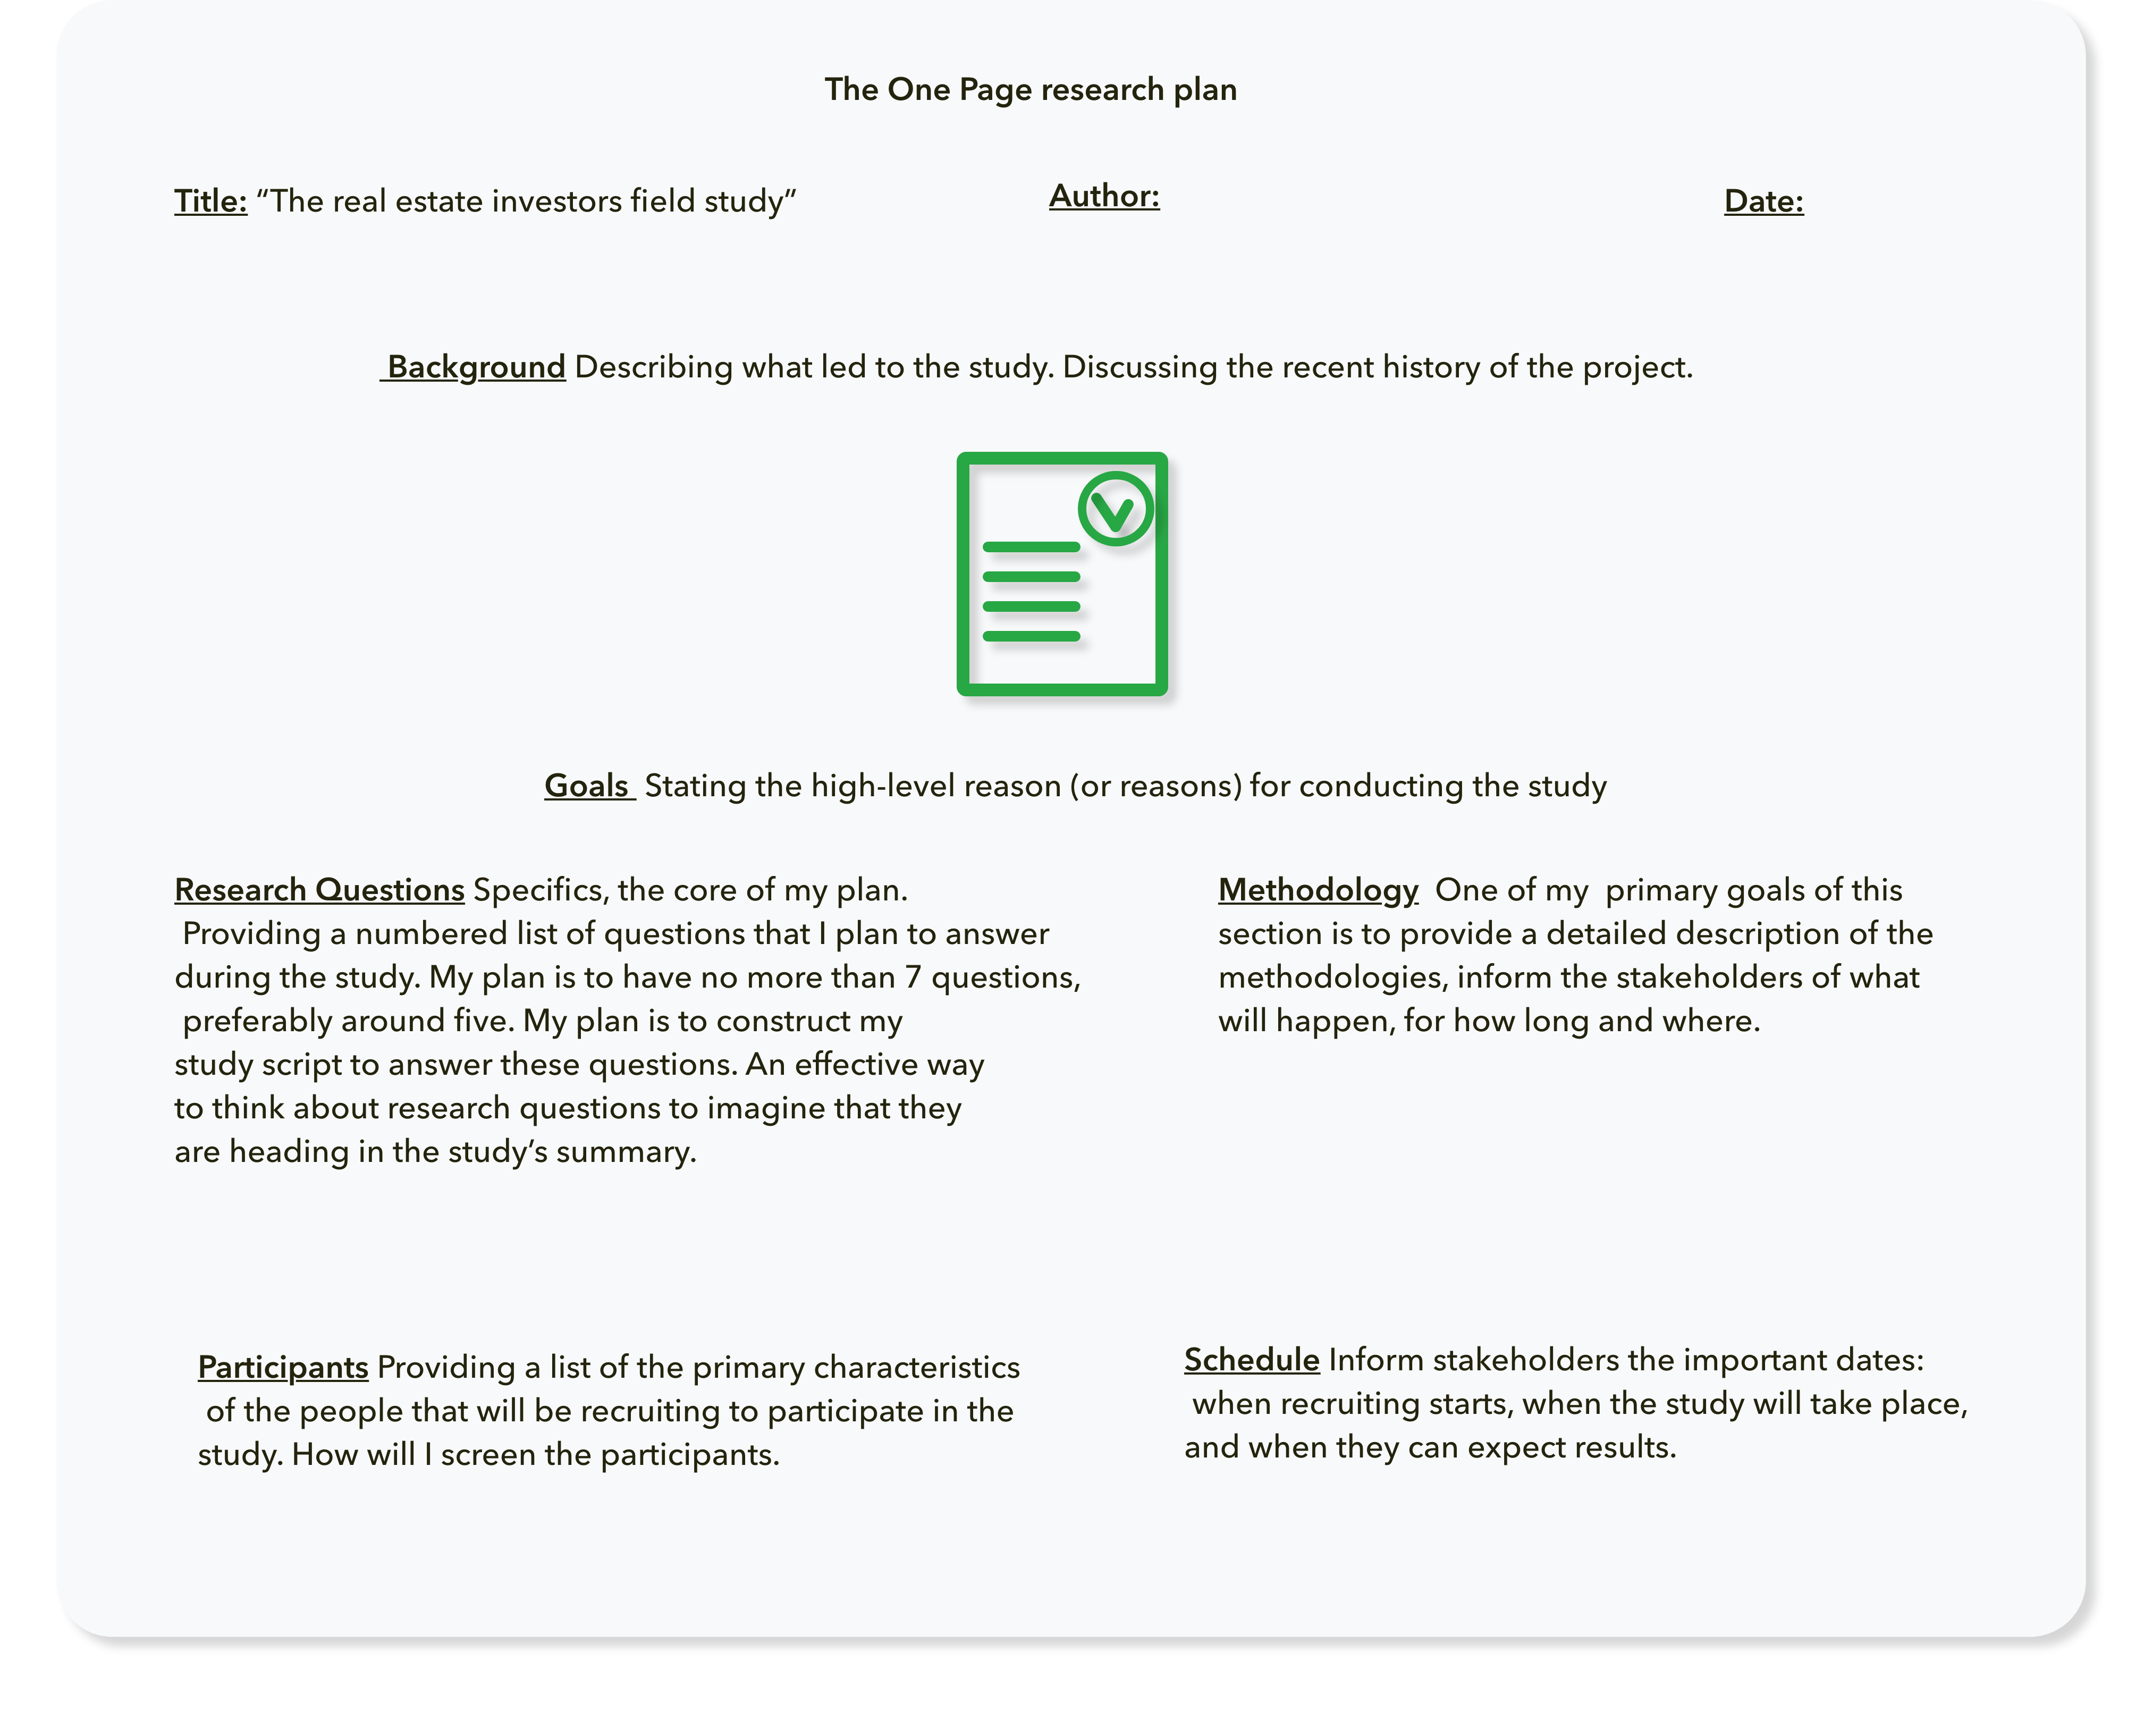 The One Page research plan
Title: “The real estate investors field study”
Author:
Date:
Background Describing what led to the study. Discussing the recent history of the project.
Goals Stating the high-level reason (or reasons) for conducting the study
Research Questions Specifics, the core of my plan.
Providing a numbered list of questions that I plan to answer
during the study. My plan is to have no more than 7 questions,
preferably around five. My plan is to construct my
study script to answer these questions. An effective way
to think about research questions to imagine that they
are heading in the study’s summary.
Methodology One of my primary goals of this
section is to provide a detailed description of the
methodologies, inform the stakeholders of what
will happen, for how long and where.
Participants Providing a list of the primary characteristics
of the people that will be recruiting to participate in the
study. How will I screen the participants.
Schedule Inform stakeholders the important dates:
when recruiting starts, when the study will take place,
and when they can expect results.